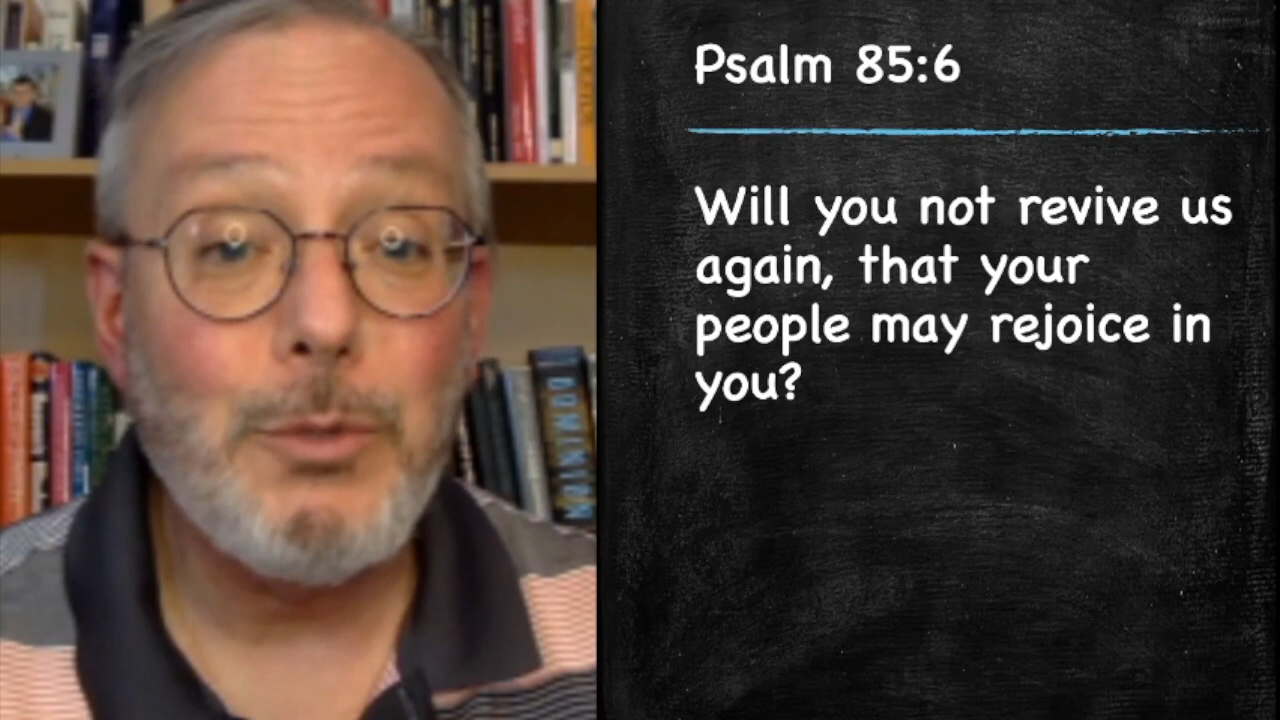 Psalm 85:6
Will you not revive us
again, that your
people may rejoice in
you?
DOMINION